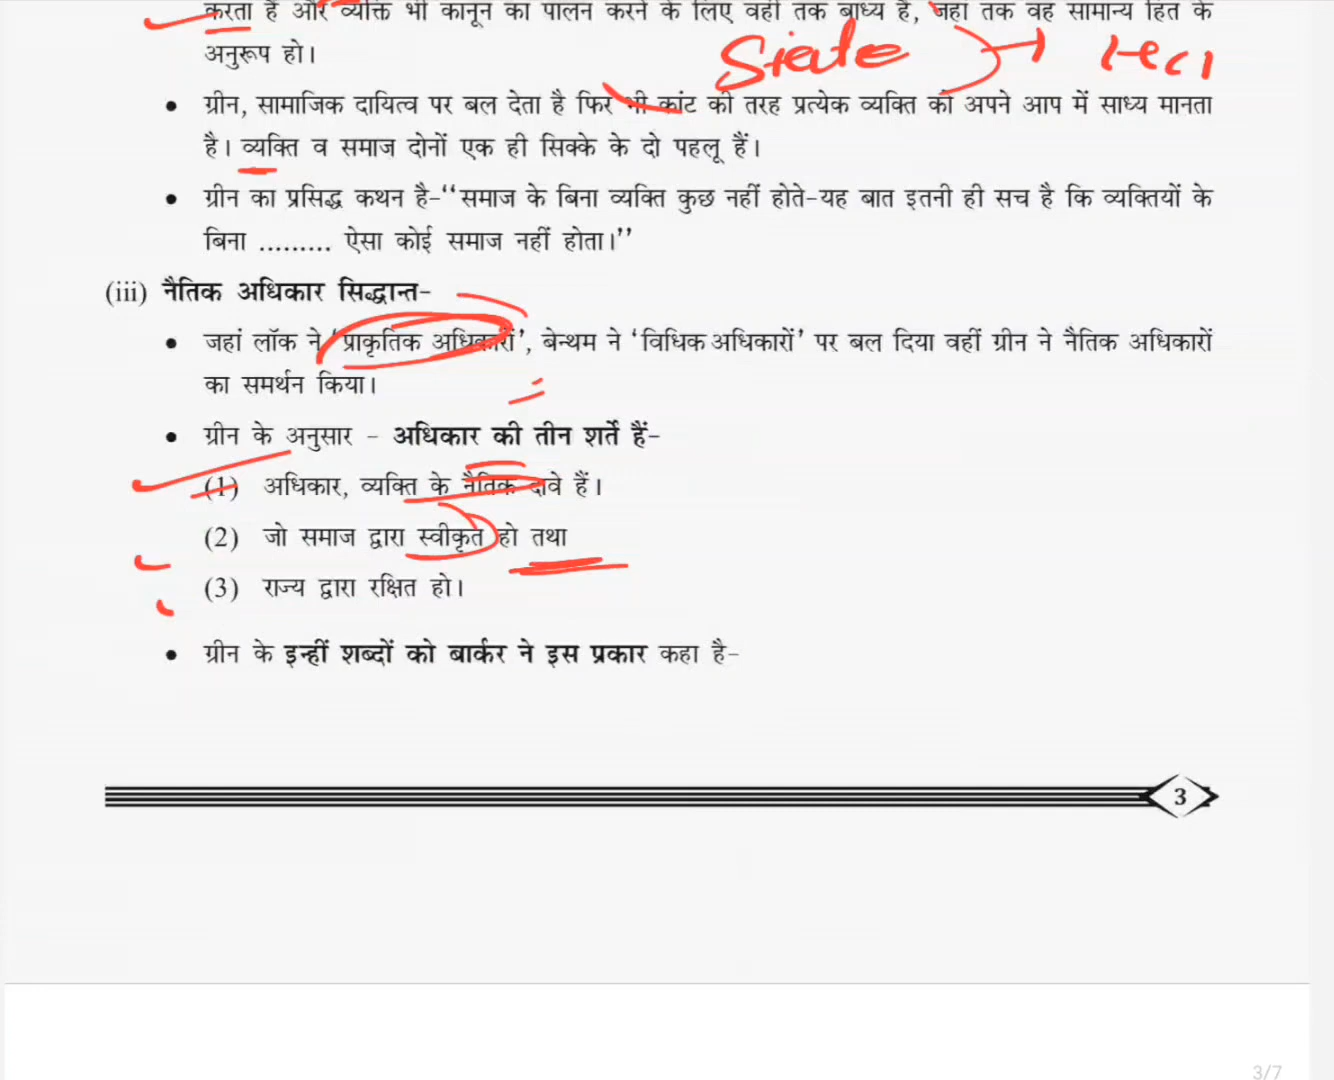 करता है और व्यक्ति भी कानून का पालन करने के लिए वहीं तक बाध्य है, जहां तक वह सामान्य हित के
अनुरूप हो।
State
• ग्रीन, सामाजिक दायित्व पर बल देता है फिर भी कांट की तरह प्रत्येक व्यक्ति को अपने आप में साध्य मानता
है। व्यक्ति व समाज दोनों एक ही सिक्के के दो पहलू हैं।
• ग्रीन का प्रसिद्ध कथन है-‘‘समाज के बिना व्यक्ति कुछ नहीं होते-यह बात इतनी ही सच है कि व्यक्तियों के
बिना ......... ऐसा कोई समाज नहीं होता।’’
(iii) नैतिक अधिकार सिद्धान्त-
• जहां लॉक ने ‘प्राकृतिक अधिकारों’, बेन्थम ने ‘विधिक अधिकारों’ पर बल दिया वहीं ग्रीन ने नैतिक अधिकारों
का समर्थन किया।
• ग्रीन के अनुसार - अधिकार की तीन शर्ते हैं-
(1) अधिकार, व्यक्ति के नैतिक दावे हैं।
(2) जो समाज द्वारा स्वीकृत हो तथा
(3) राज्य द्वारा रक्षित हो।
• ग्रीन के इन्हीं शब्दों को बार्कर ने इस प्रकार कहा है-
3
3/7